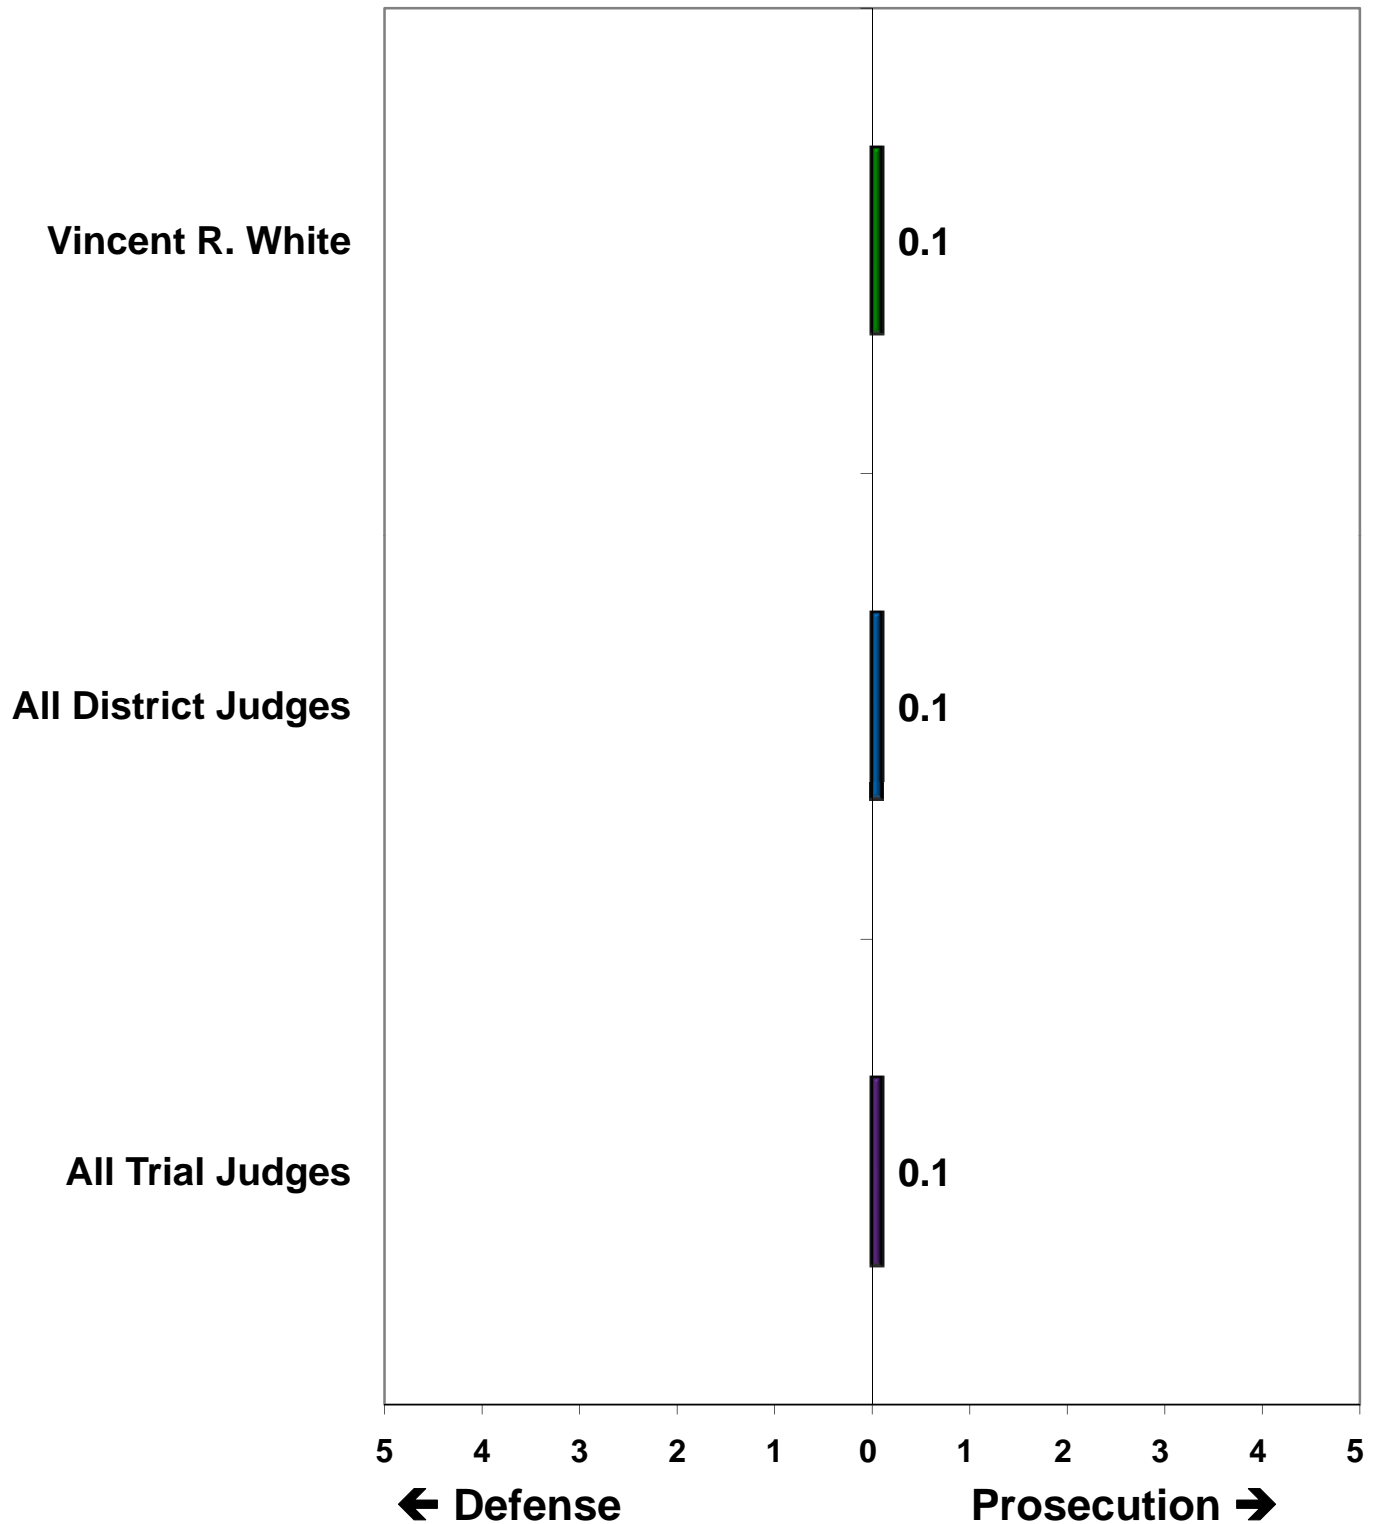 Vincent R. White
0.1
All District Judges
0.1
All Trial Judges
0.1
5 4 3 2 1 0 1 2 3 4 5
← Defense Prosecution →